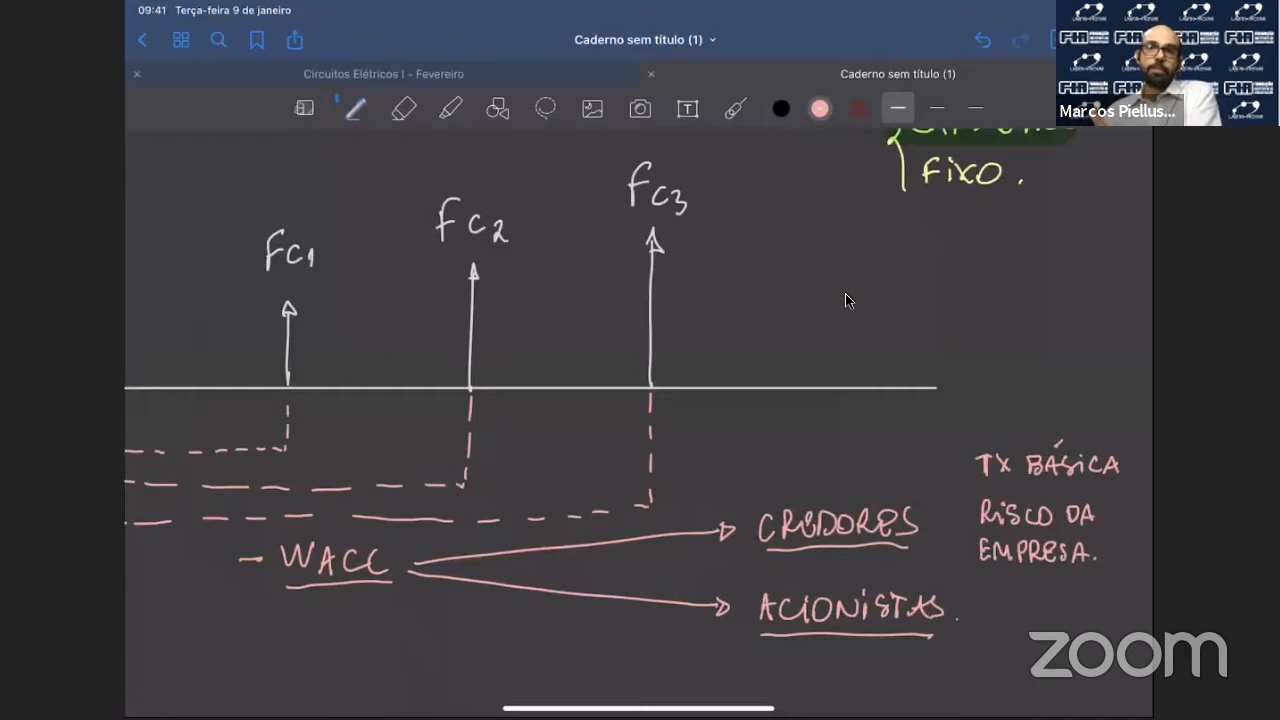 09:41 Terça-feira 9 de janeiro
Caderno sem título (1)
Circuitos Elétricos I - Fevereiro
Caderno sem título (1)
Marcos Piellus...
FIXO.
FC1
FC2
FC3
TX BÁSICA
RISCO DA
EMPRESA.
- WACC
CREDORES
ACIONISTAS.
zoom